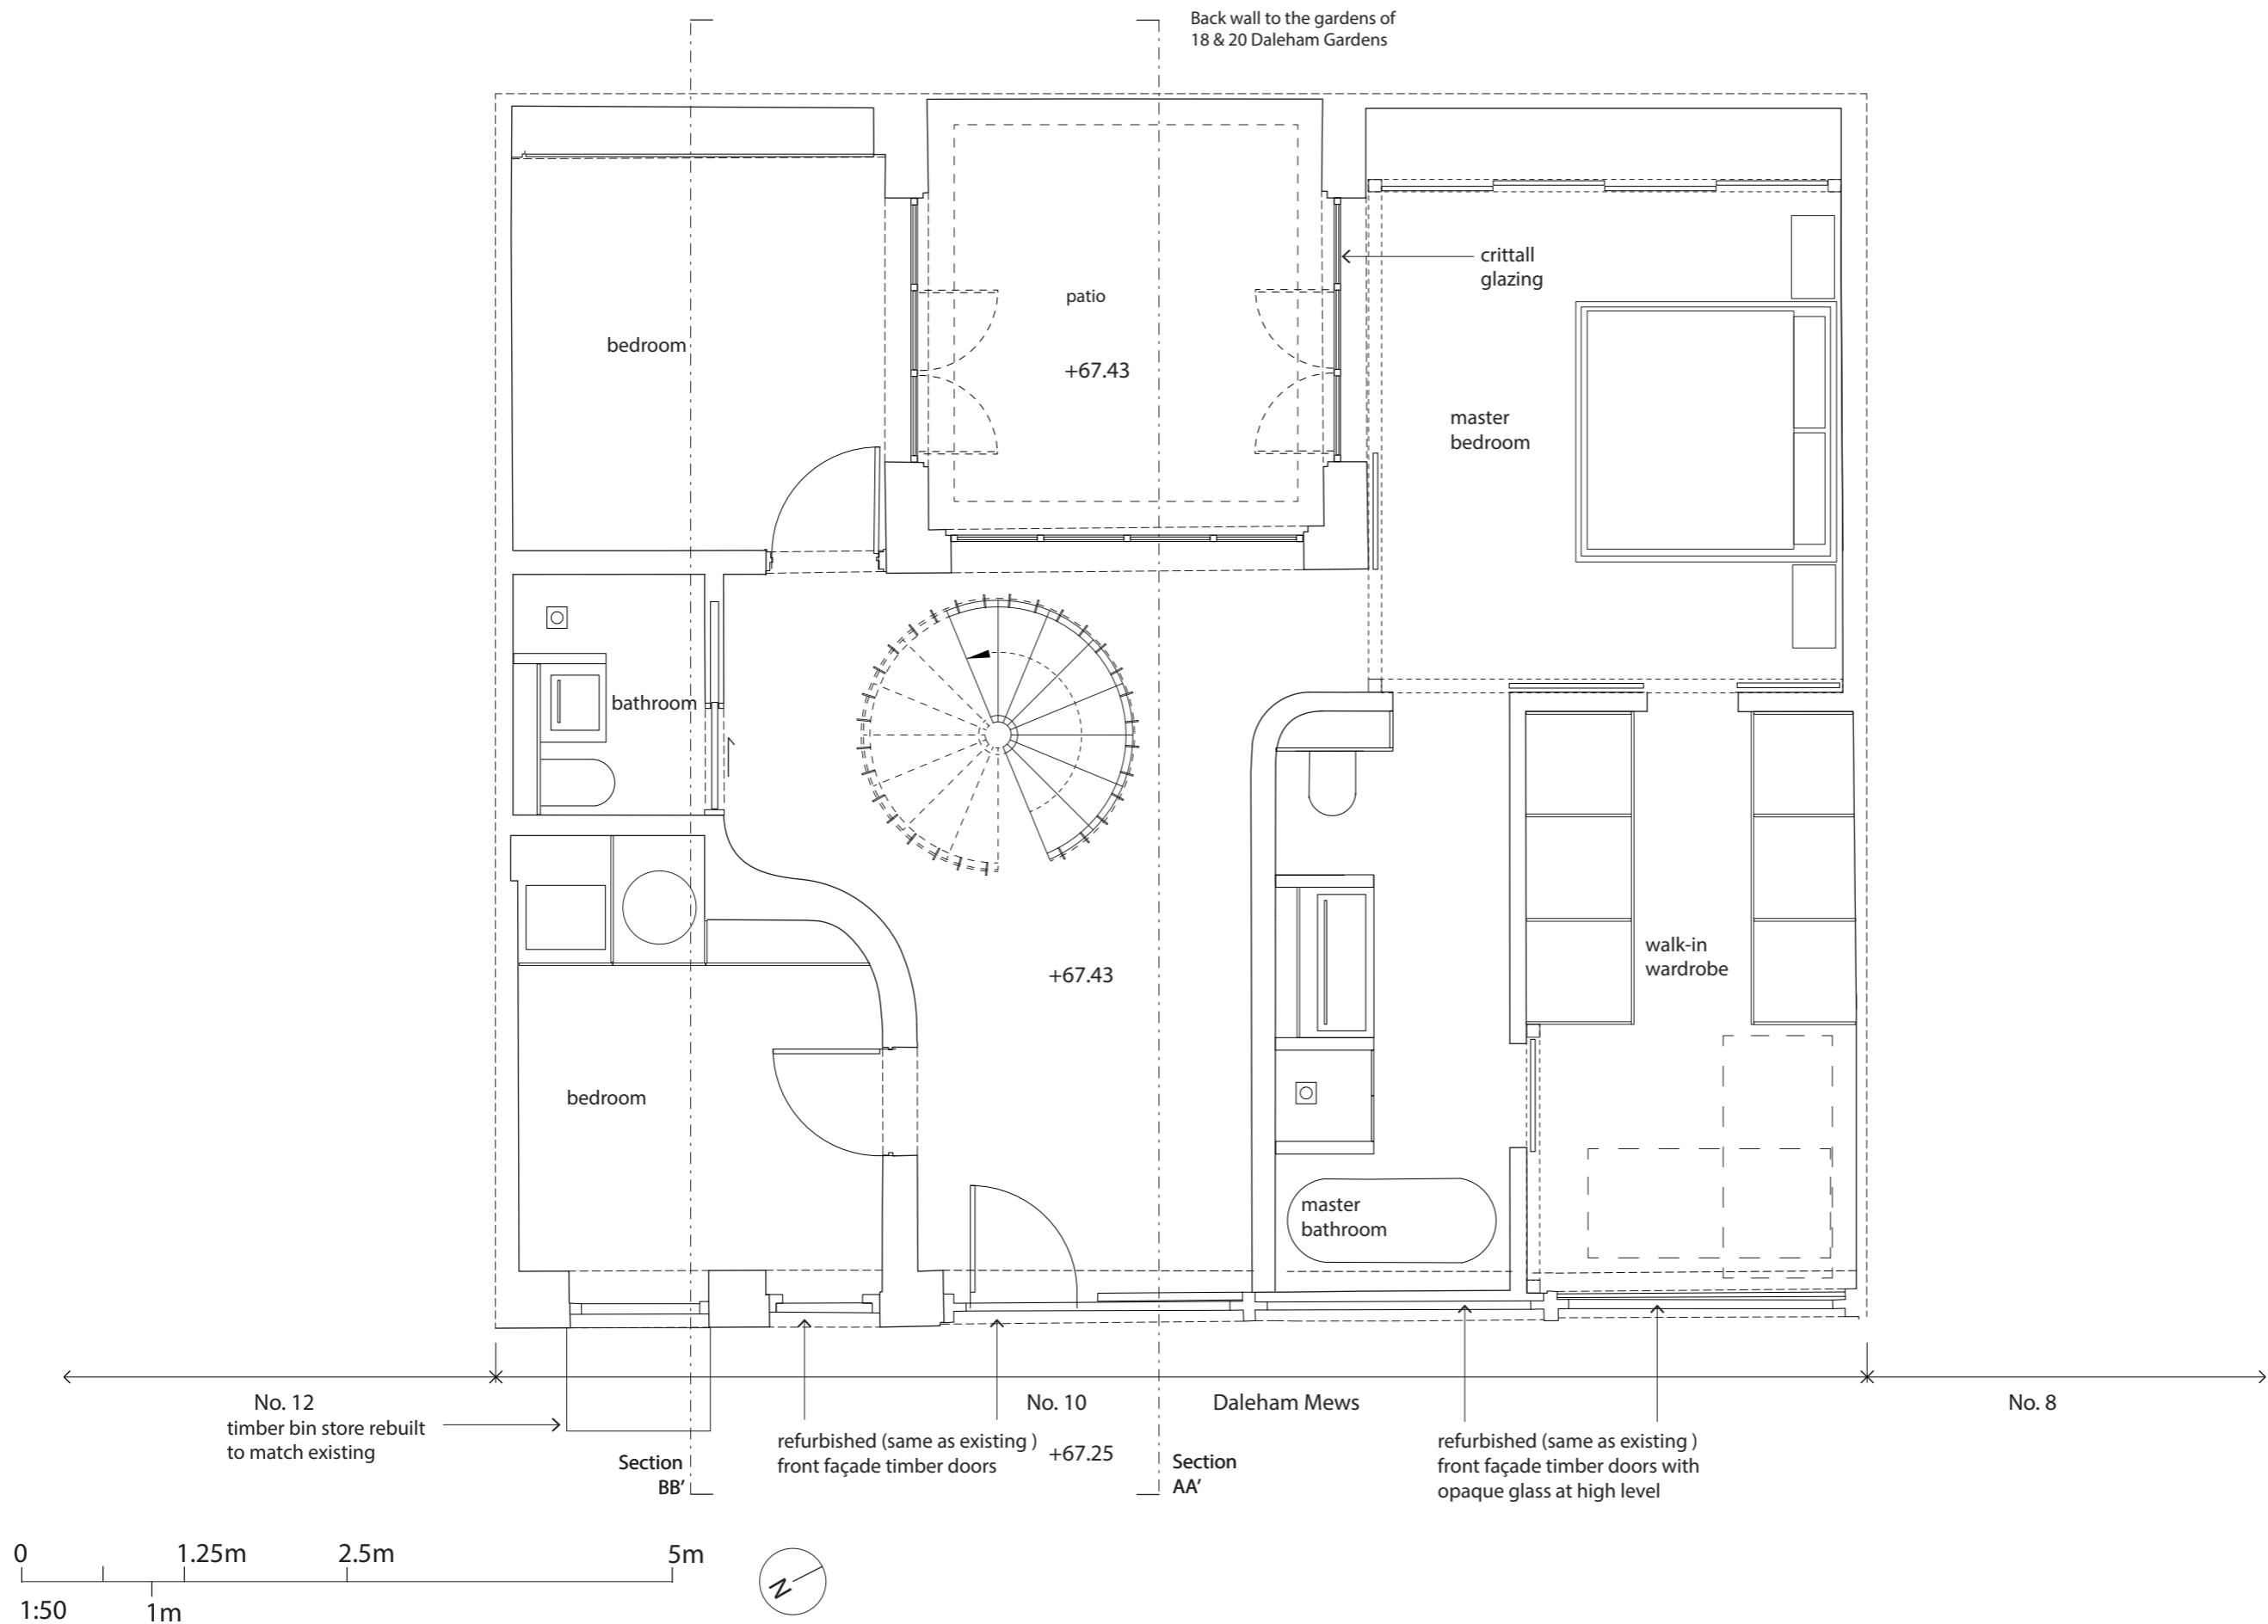 Back wall to the gardens of
18 & 20 Daleham Gardens
crittall
glazing
patio
bedroom
+67.43
master
bedroom
bathroom
walk-in
wardrobe
+67.43
bedroom
master
bathroom
No. 12
No. 10
Daleham Mews
No. 8
timber bin store rebuilt
to match existing
refurbished (same as existing )
front façade timber doors
+67.25
refurbished (same as existing )
front façade timber doors with
opaque glass at high level
Section
BB'
Section
AA'
0
1.25m
2.5m
5m
1:50
1m
N